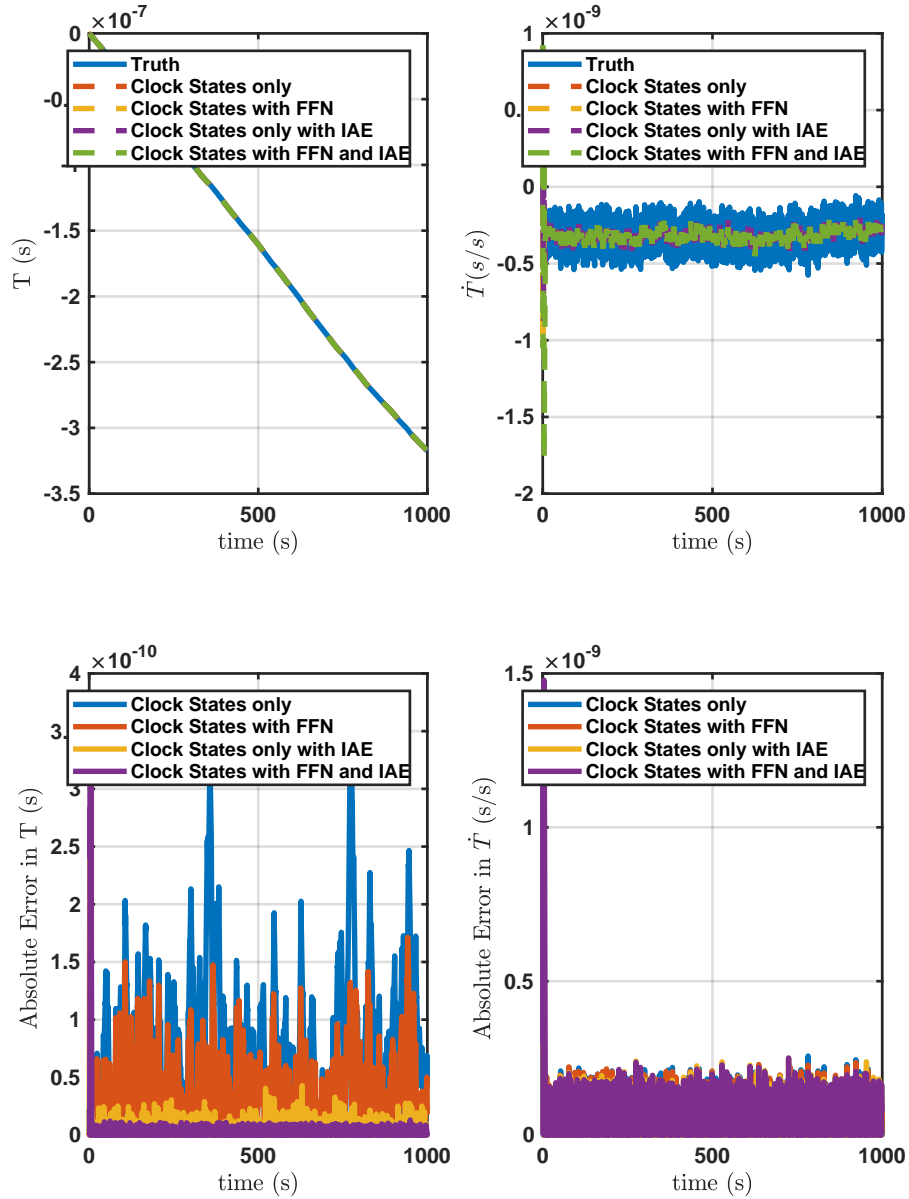 ×10⁻⁷
0
-0.
-1.5
-2
-2.5
-3
-3.5
0
500
1000
T (s)
time (s)
Truth
Clock States only
Clock States with FFN
Clock States only with IAE
Clock States with FFN and IAE
×10⁻⁹
1
0.
0
-0.5
-1
-1.5
-2
0
500
1000
Ṫ(s/s)
time (s)
Truth
Clock States only
Clock States with FFN
Clock States only with IAE
Clock States with FFN and IAE
×10⁻¹⁰
4
3.
3
2.5
2
1.5
1
0.5
0
0
500
1000
Absolute Error in T (s)
time (s)
Clock States only
Clock States with FFN
Clock States only with IAE
Clock States with FFN and IAE
×10⁻⁹
1.5
1
0.5
0
0
500
1000
Absolute Error in Ṫ (s/s)
time (s)
Clock States only
Clock States with FFN
Clock States only with IAE
Clock States with FFN and IAE